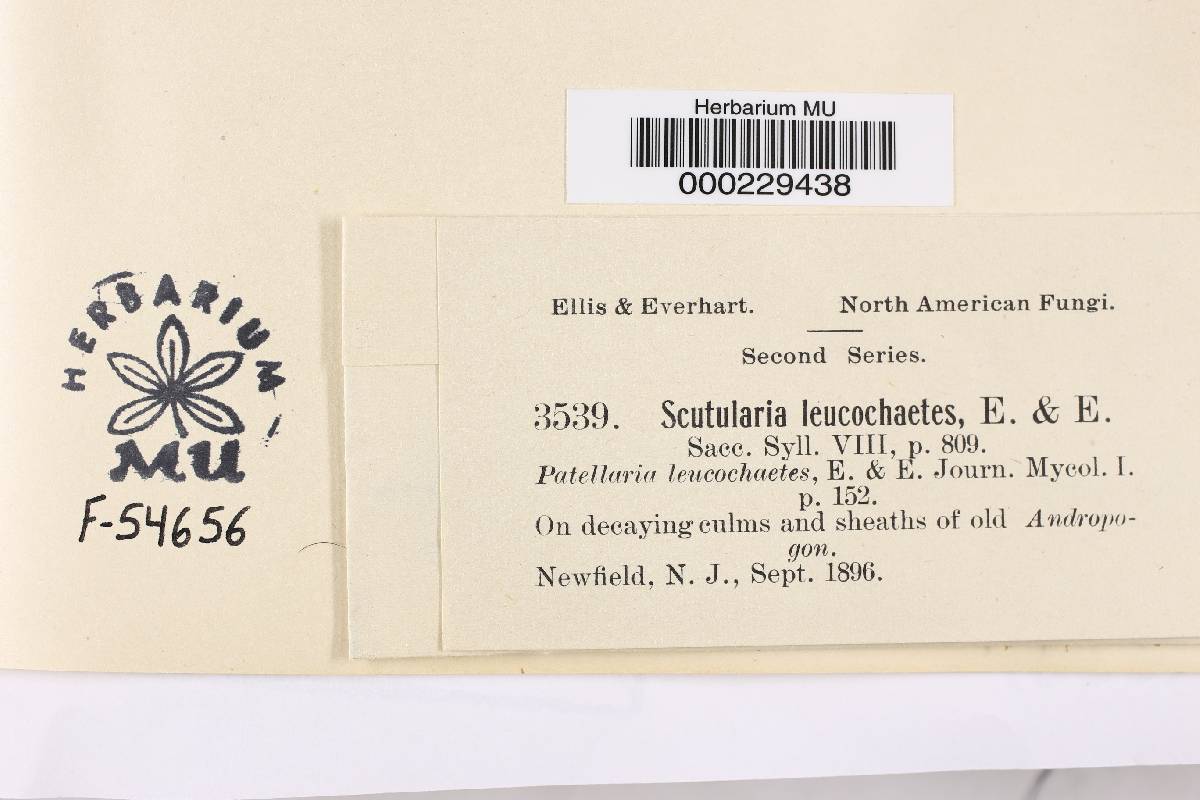 Herbarium MU
000229438
HERBARIUM
MU
F-54656
Ellis & Everhart. North American Fungi.
Second Series.
3539. Scutularia leucochaetes, E. & E.
Sacc. Syll. VIII, p. 809.
Patellaria leucochaetes, E. & E. Journ. Mycol. I.
p. 152.
On decaying culms and sheaths of old Andropo-
gon.
Newfield, N. J., Sept. 1896.